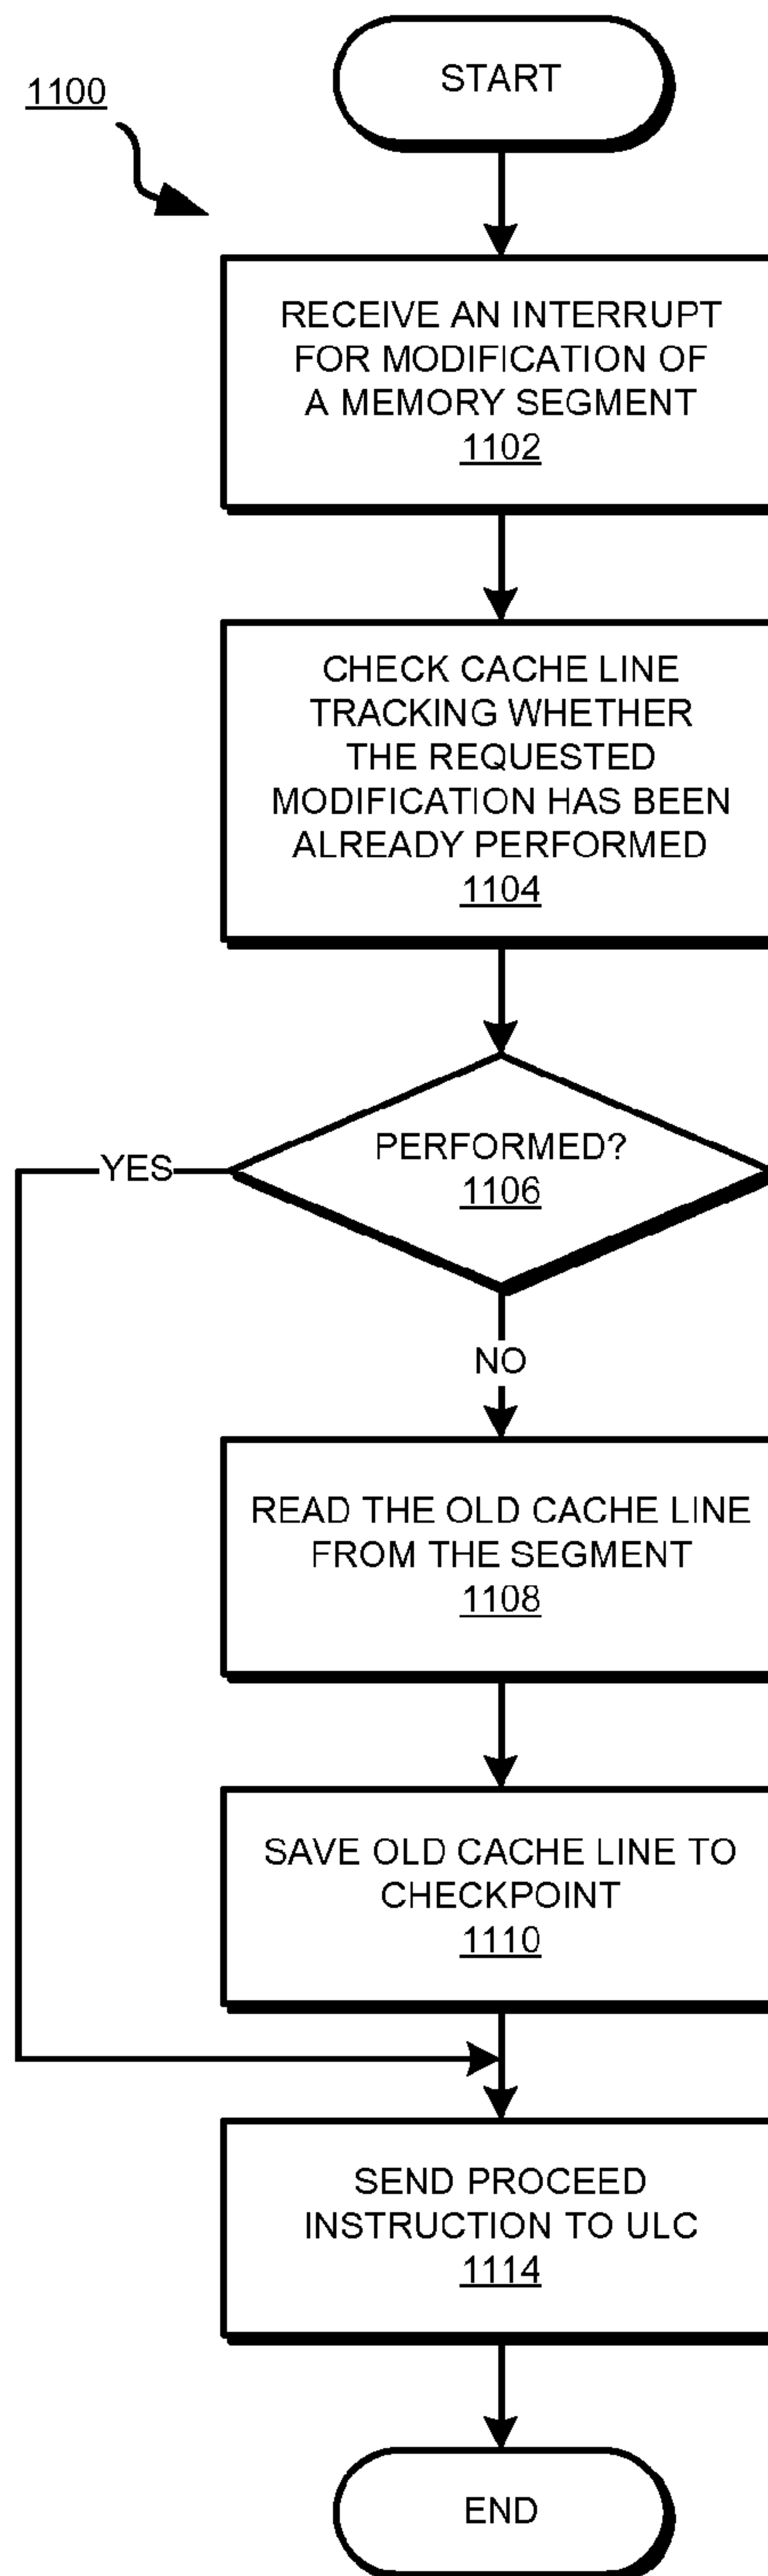 1100
START
RECEIVE AN INTERRUPT
FOR MODIFICATION OF
A MEMORY SEGMENT
1102
CHECK CACHE LINE
TRACKING WHETHER
THE REQUESTED
MODIFICATION HAS BEEN
ALREADY PERFORMED
1104
PERFORMED?
1106
YES
NO
READ THE OLD CACHE LINE
FROM THE SEGMENT
1108
SAVE OLD CACHE LINE TO
CHECKPOINT
1110
SEND PROCEED
INSTRUCTION TO ULC
1114
END